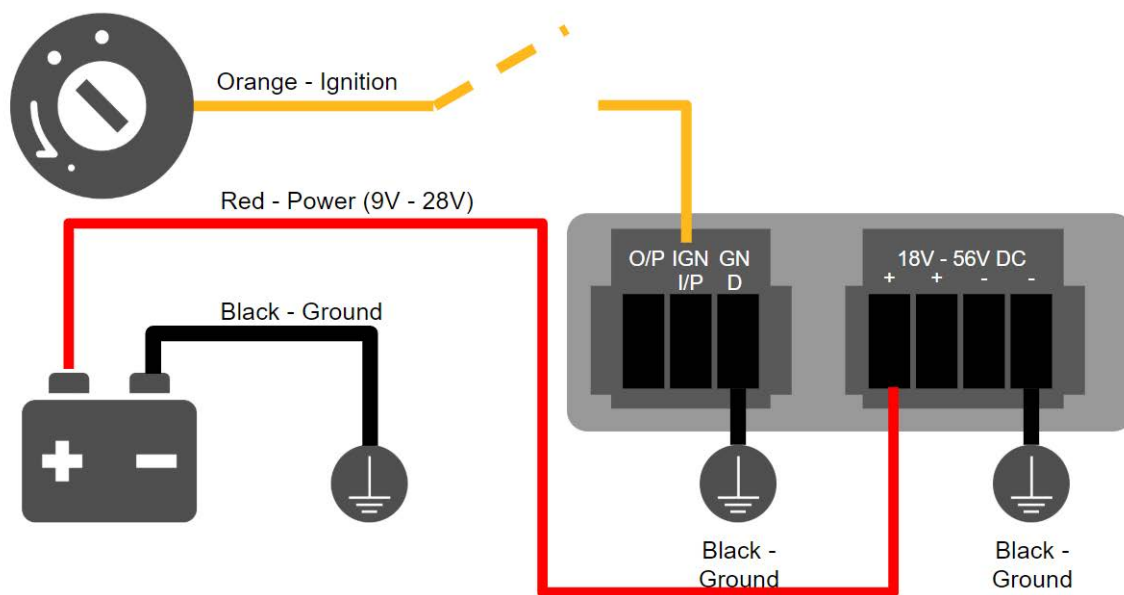 Orange - Ignition
Red - Power (9V - 28V)
Black - Ground
O/P IGN GN
I/P D
18V - 56V DC
+ + - -
+ -
Black -
Ground
Black -
Ground